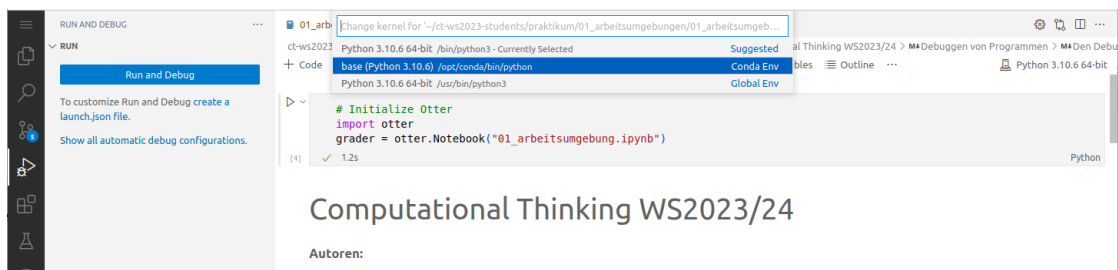 RUN AND DEBUG
RUN
Run and Debug
To customize Run and Debug create a
launch.json file.
Show all automatic debug configurations.
5
01_arb
Change kernel for '~/ct-ws2023-students/praktikum/01_arbeitsumgebungen/01_arbeitsumgeb...
ct-ws2023
Python 3.10.6 64-bit /bin/python3 - Currently Selected Suggested
al Thinking WS2023/24 > M↓Debuggen von Programmen > M↓Den Debu
+ Code
base (Python 3.10.6) /opt/conda/bin/python Conda Env
bles Outline ... Python 3.10.6 64-bit
Python 3.10.6 64-bit /usr/bin/python3 Global Env
# Initialize Otter
import otter
grader = otter.Notebook("01_arbeitsumgebung.ipynb")
[4] 1.2s Python
Computational Thinking WS2023/24
Autoren: